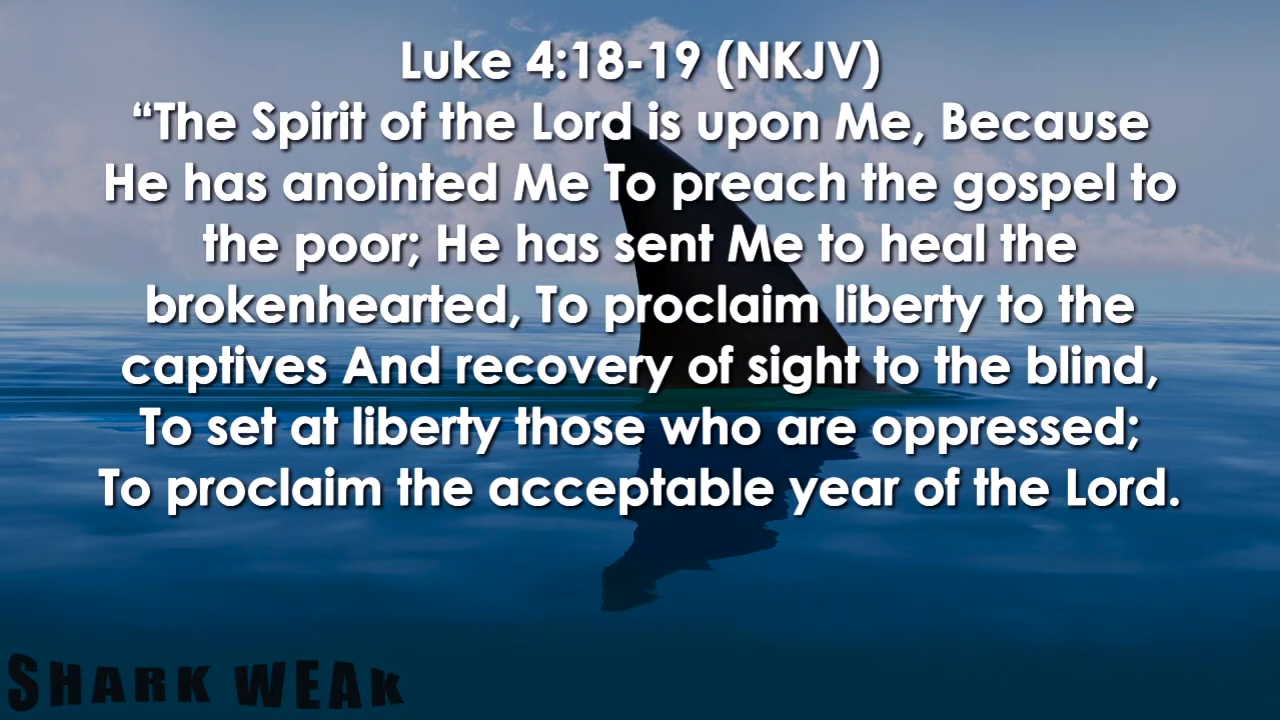 Luke 4:18-19 (NKJV)
“The Spirit of the Lord is upon Me, Because
He has anointed Me To preach the gospel to
the poor; He has sent Me to heal the
brokenhearted, To proclaim liberty to the
captives And recovery of sight to the blind,
To set at liberty those who are oppressed;
To proclaim the acceptable year of the Lord.
SHARK WEAK